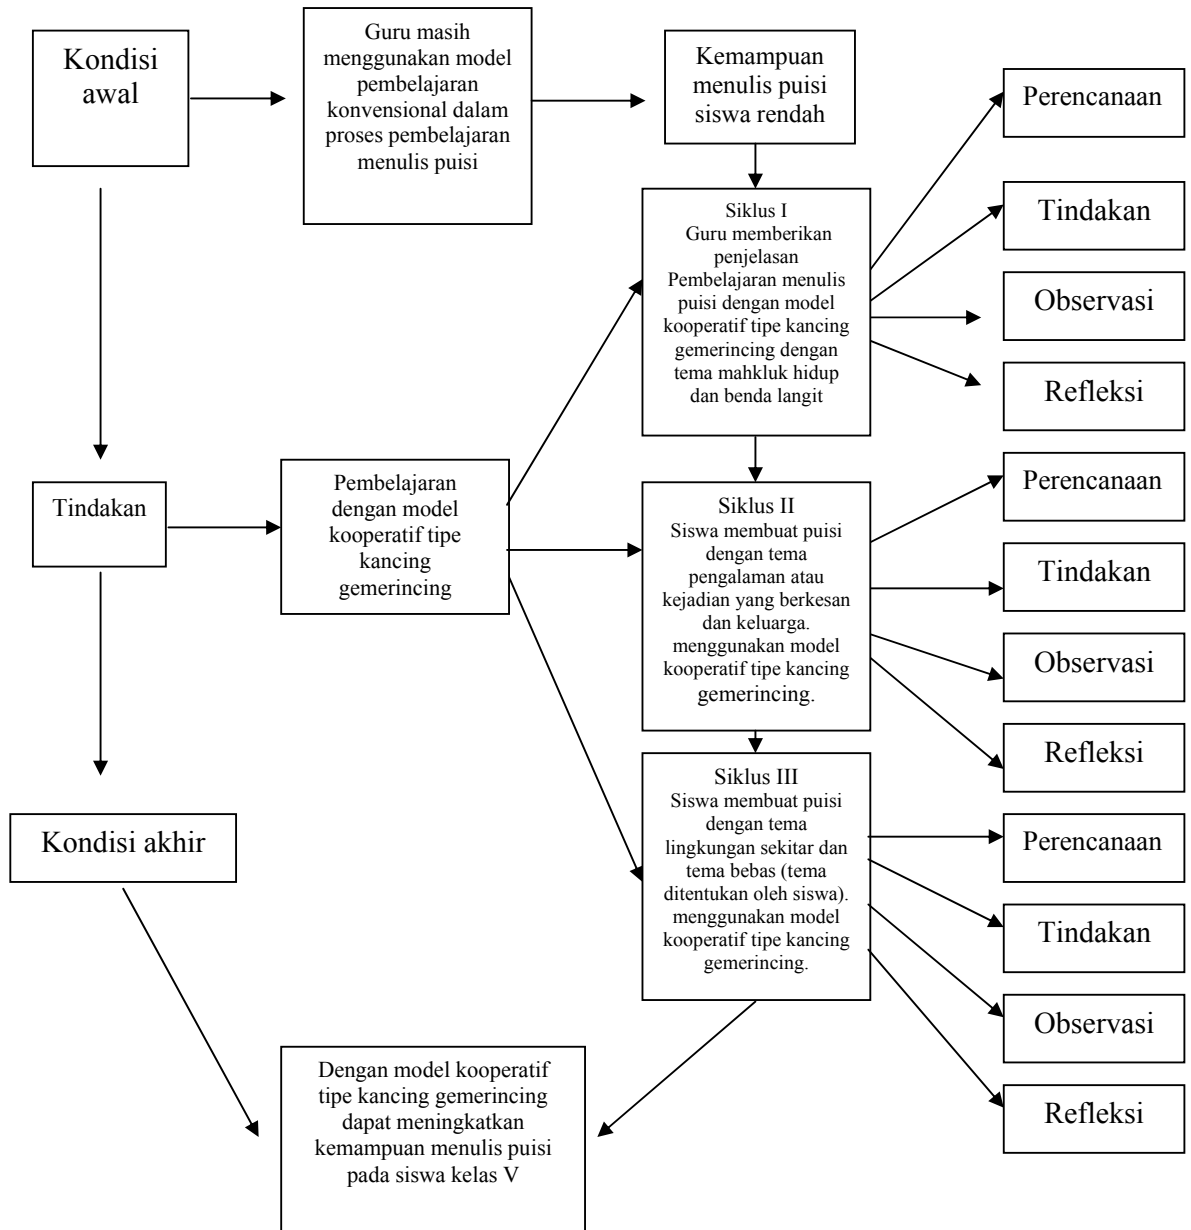 Kondisi
awal
Guru masih
menggunakan model
pembelajaran
konvensional dalam
proses pembelajaran
menulis puisi
Kemampuan
menulis puisi
siswa rendah
Siklus I
Guru memberikan
penjelasan
Pembelajaran menulis
puisi dengan model
kooperatif tipe kancing
gemerincing dengan
tema mahkluk hidup
dan benda langit
Perencanaan
Tindakan
Observasi
Refleksi
Tindakan
Pembelajaran
dengan model
kooperatif tipe
kancing
gemerincing
Siklus II
Siswa membuat puisi
dengan tema
pengalaman atau
kejadian yang berkesan
dan keluarga.
menggunakan model
kooperatif tipe kancing
gemerincing.
Perencanaan
Tindakan
Observasi
Refleksi
Siklus III
Siswa membuat puisi
dengan tema
lingkungan sekitar dan
tema bebas (tema
ditentukan oleh siswa).
menggunakan model
kooperatif tipe kancing
gemerincing.
Perencanaan
Tindakan
Observasi
Refleksi
Kondisi akhir
Dengan model kooperatif
tipe kancing gemerincing
dapat meningkatkan
kemampuan menulis puisi
pada siswa kelas V